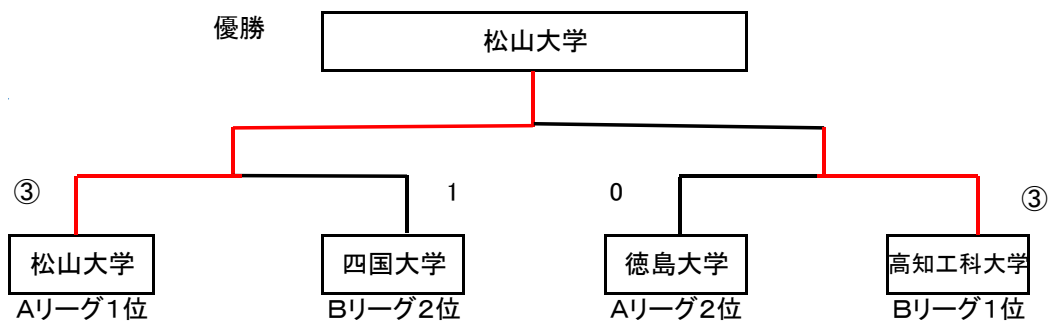 優勝
松山大学
③
1
0
③
松山大学
四国大学
徳島大学
高知工科大学
Aリーグ1位
Bリーグ2位
Aリーグ2位
Bリーグ1位